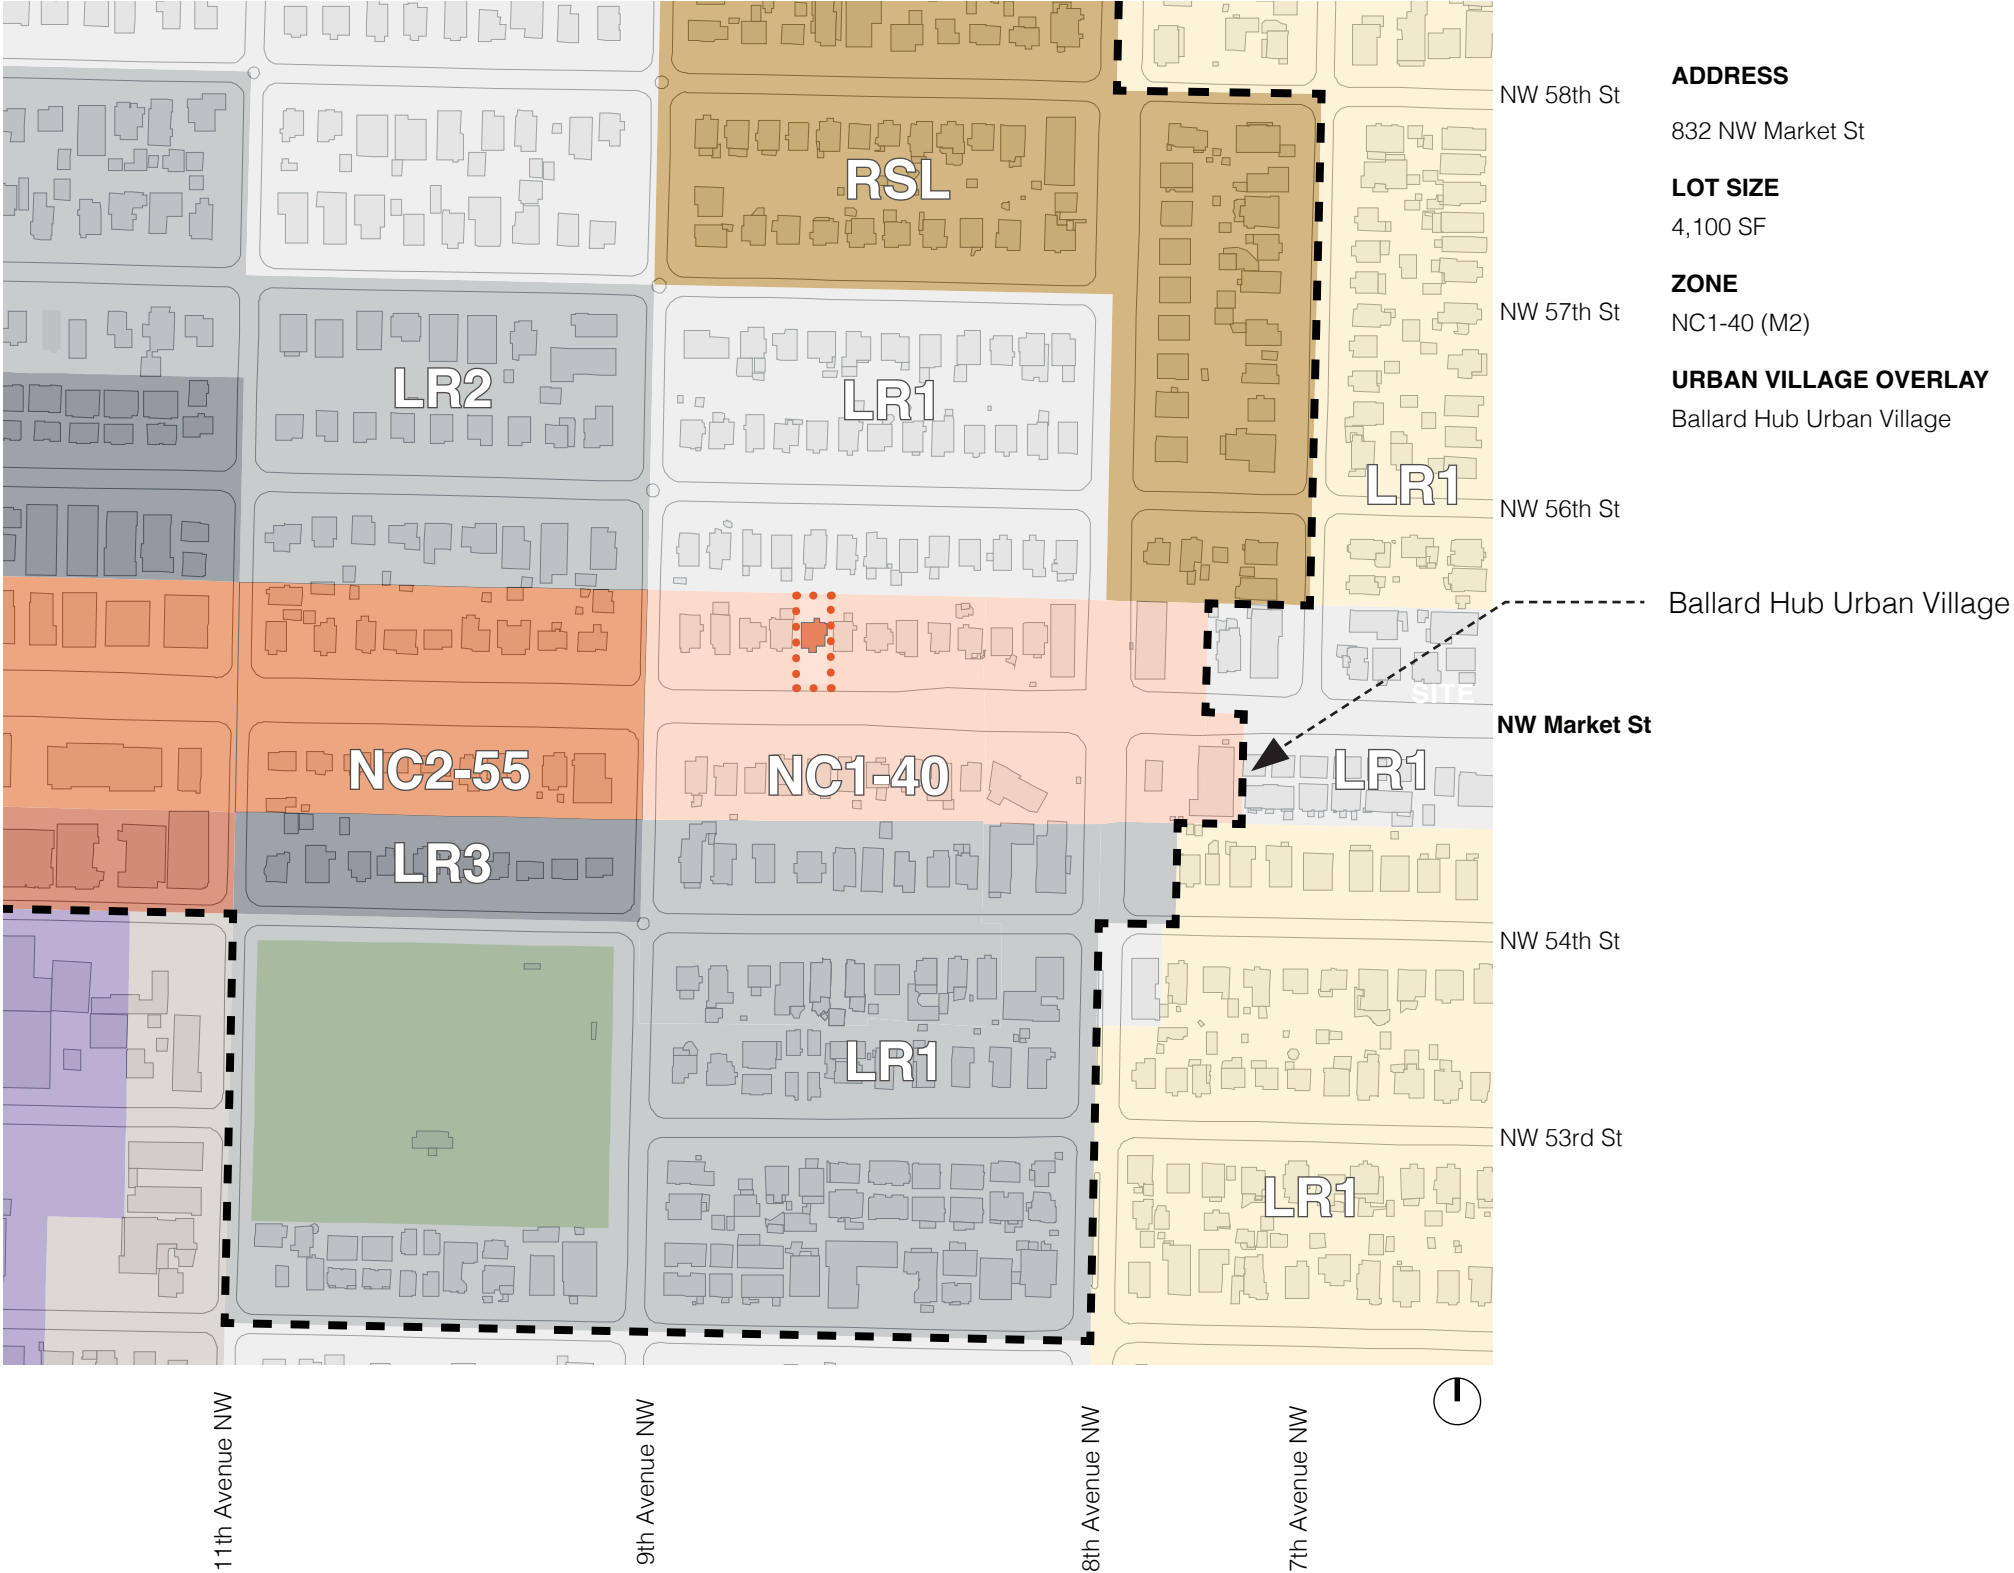 ADDRESS
832 NW Market St
LOT SIZE
4,100 SF
ZONE
NC1-40 (M2)
URBAN VILLAGE OVERLAY
Ballard Hub Urban Village
NW 58th St
RSL
NW 57th St
LR2
LR1
LR1
NW 56th St
Ballard Hub Urban Village
SITE
NW Market St
NC2-55
NC1-40
LR1
LR3
NW 54th St
LR1
NW 53rd St
LR1
11th Avenue NW
9th Avenue NW
8th Avenue NW
7th Avenue NW